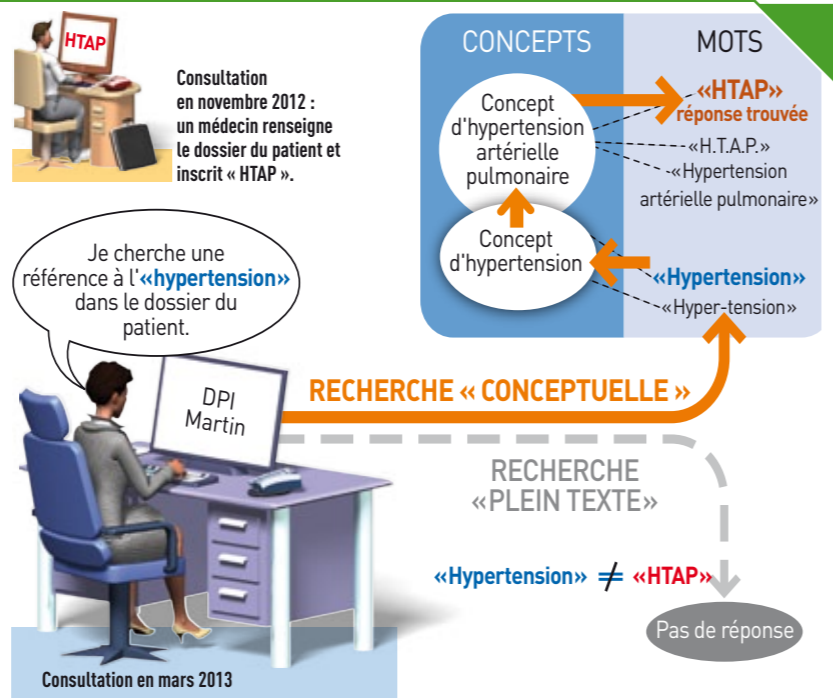 HTAP
Consultation
en novembre 2012 :
un médecin renseigne
le dossier du patient et
inscrit « HTAP ».
CONCEPTS
MOTS
Concept
d'hypertension
artérielle
pulmonaire
«HTAP»
réponse trouvée
«H.T.A.P.»
«Hypertension
artérielle pulmonaire»
Concept
d'hypertension
«Hypertension»
«Hyper-tension»
Je cherche une
référence à l'«hypertension»
dans le dossier du
patient.
DPI
Martin
RECHERCHE « CONCEPTUELLE »
RECHERCHE
«PLEIN TEXTE»
«Hypertension» ≠ «HTAP»
Pas de réponse
Consultation en mars 2013